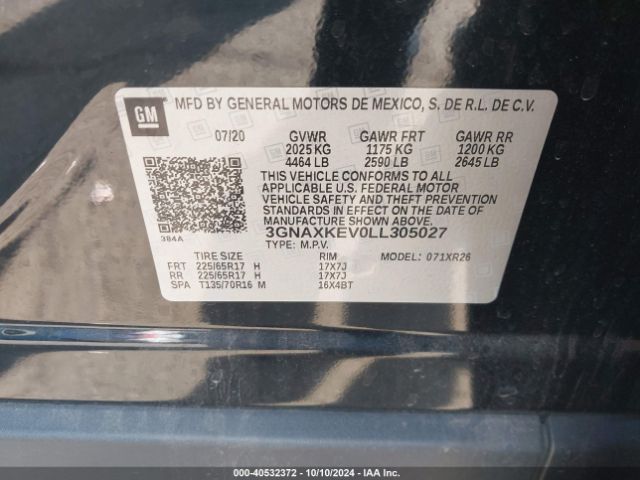 GM
MFD BY GENERAL MOTORS DE MEXICO, S. DE R.L. DE C.V.
07/20 GVWR GAWR FRT GAWR RR
2025 KG 1175 KG 1200 KG
4464 LB 2590 LB 2645 LB
THIS VEHICLE CONFORMS TO ALL
APPLICABLE U.S. FEDERAL MOTOR
VEHICLE SAFETY AND THEFT
PREVENTION STANDARDS IN EFFECT ON
THE DATE OF MANUFACTURE SHOWN ABOVE.
384A
3GNAXKEV0LL305027
TYPE: M.P.V.
TIRE SIZE RIM MODEL: 071XR26
FRT 225/65R17 H 17X7J
RR 225/65R17 H 17X7J
SPA T135/70R16 M 16X4BT
000-40532372 | 10/10/2024 | IAAI.COM